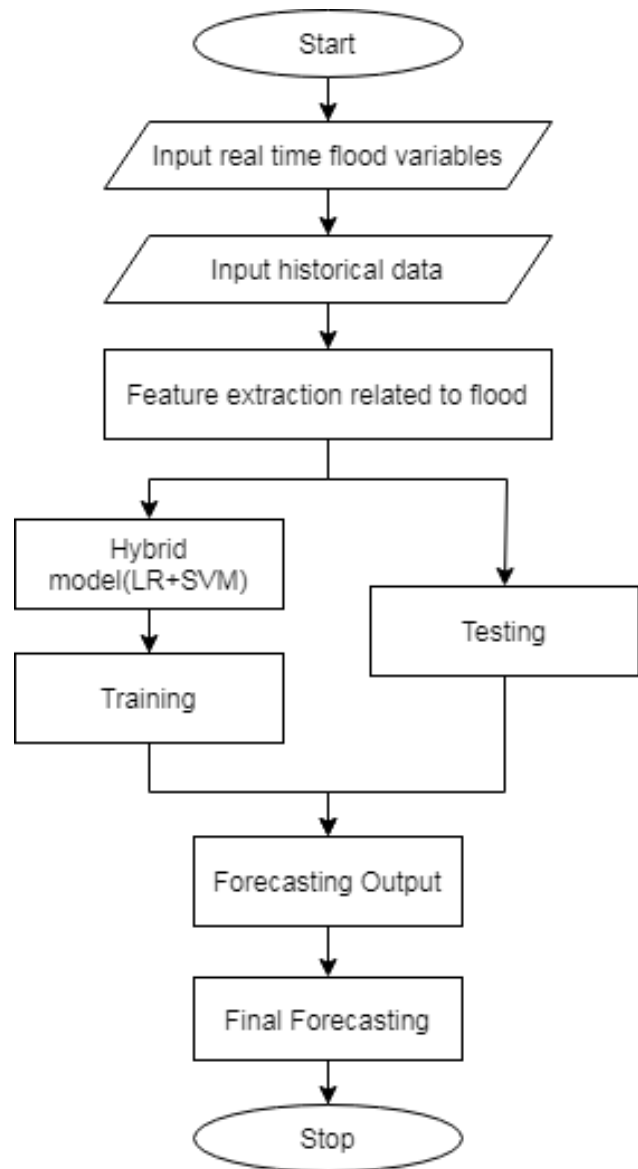 Start
Input real time flood variables
Input historical data
Feature extraction related to flood
Hybrid
model(LR+SVM)
Training
Testing
Forecasting Output
Final Forecasting
Stop